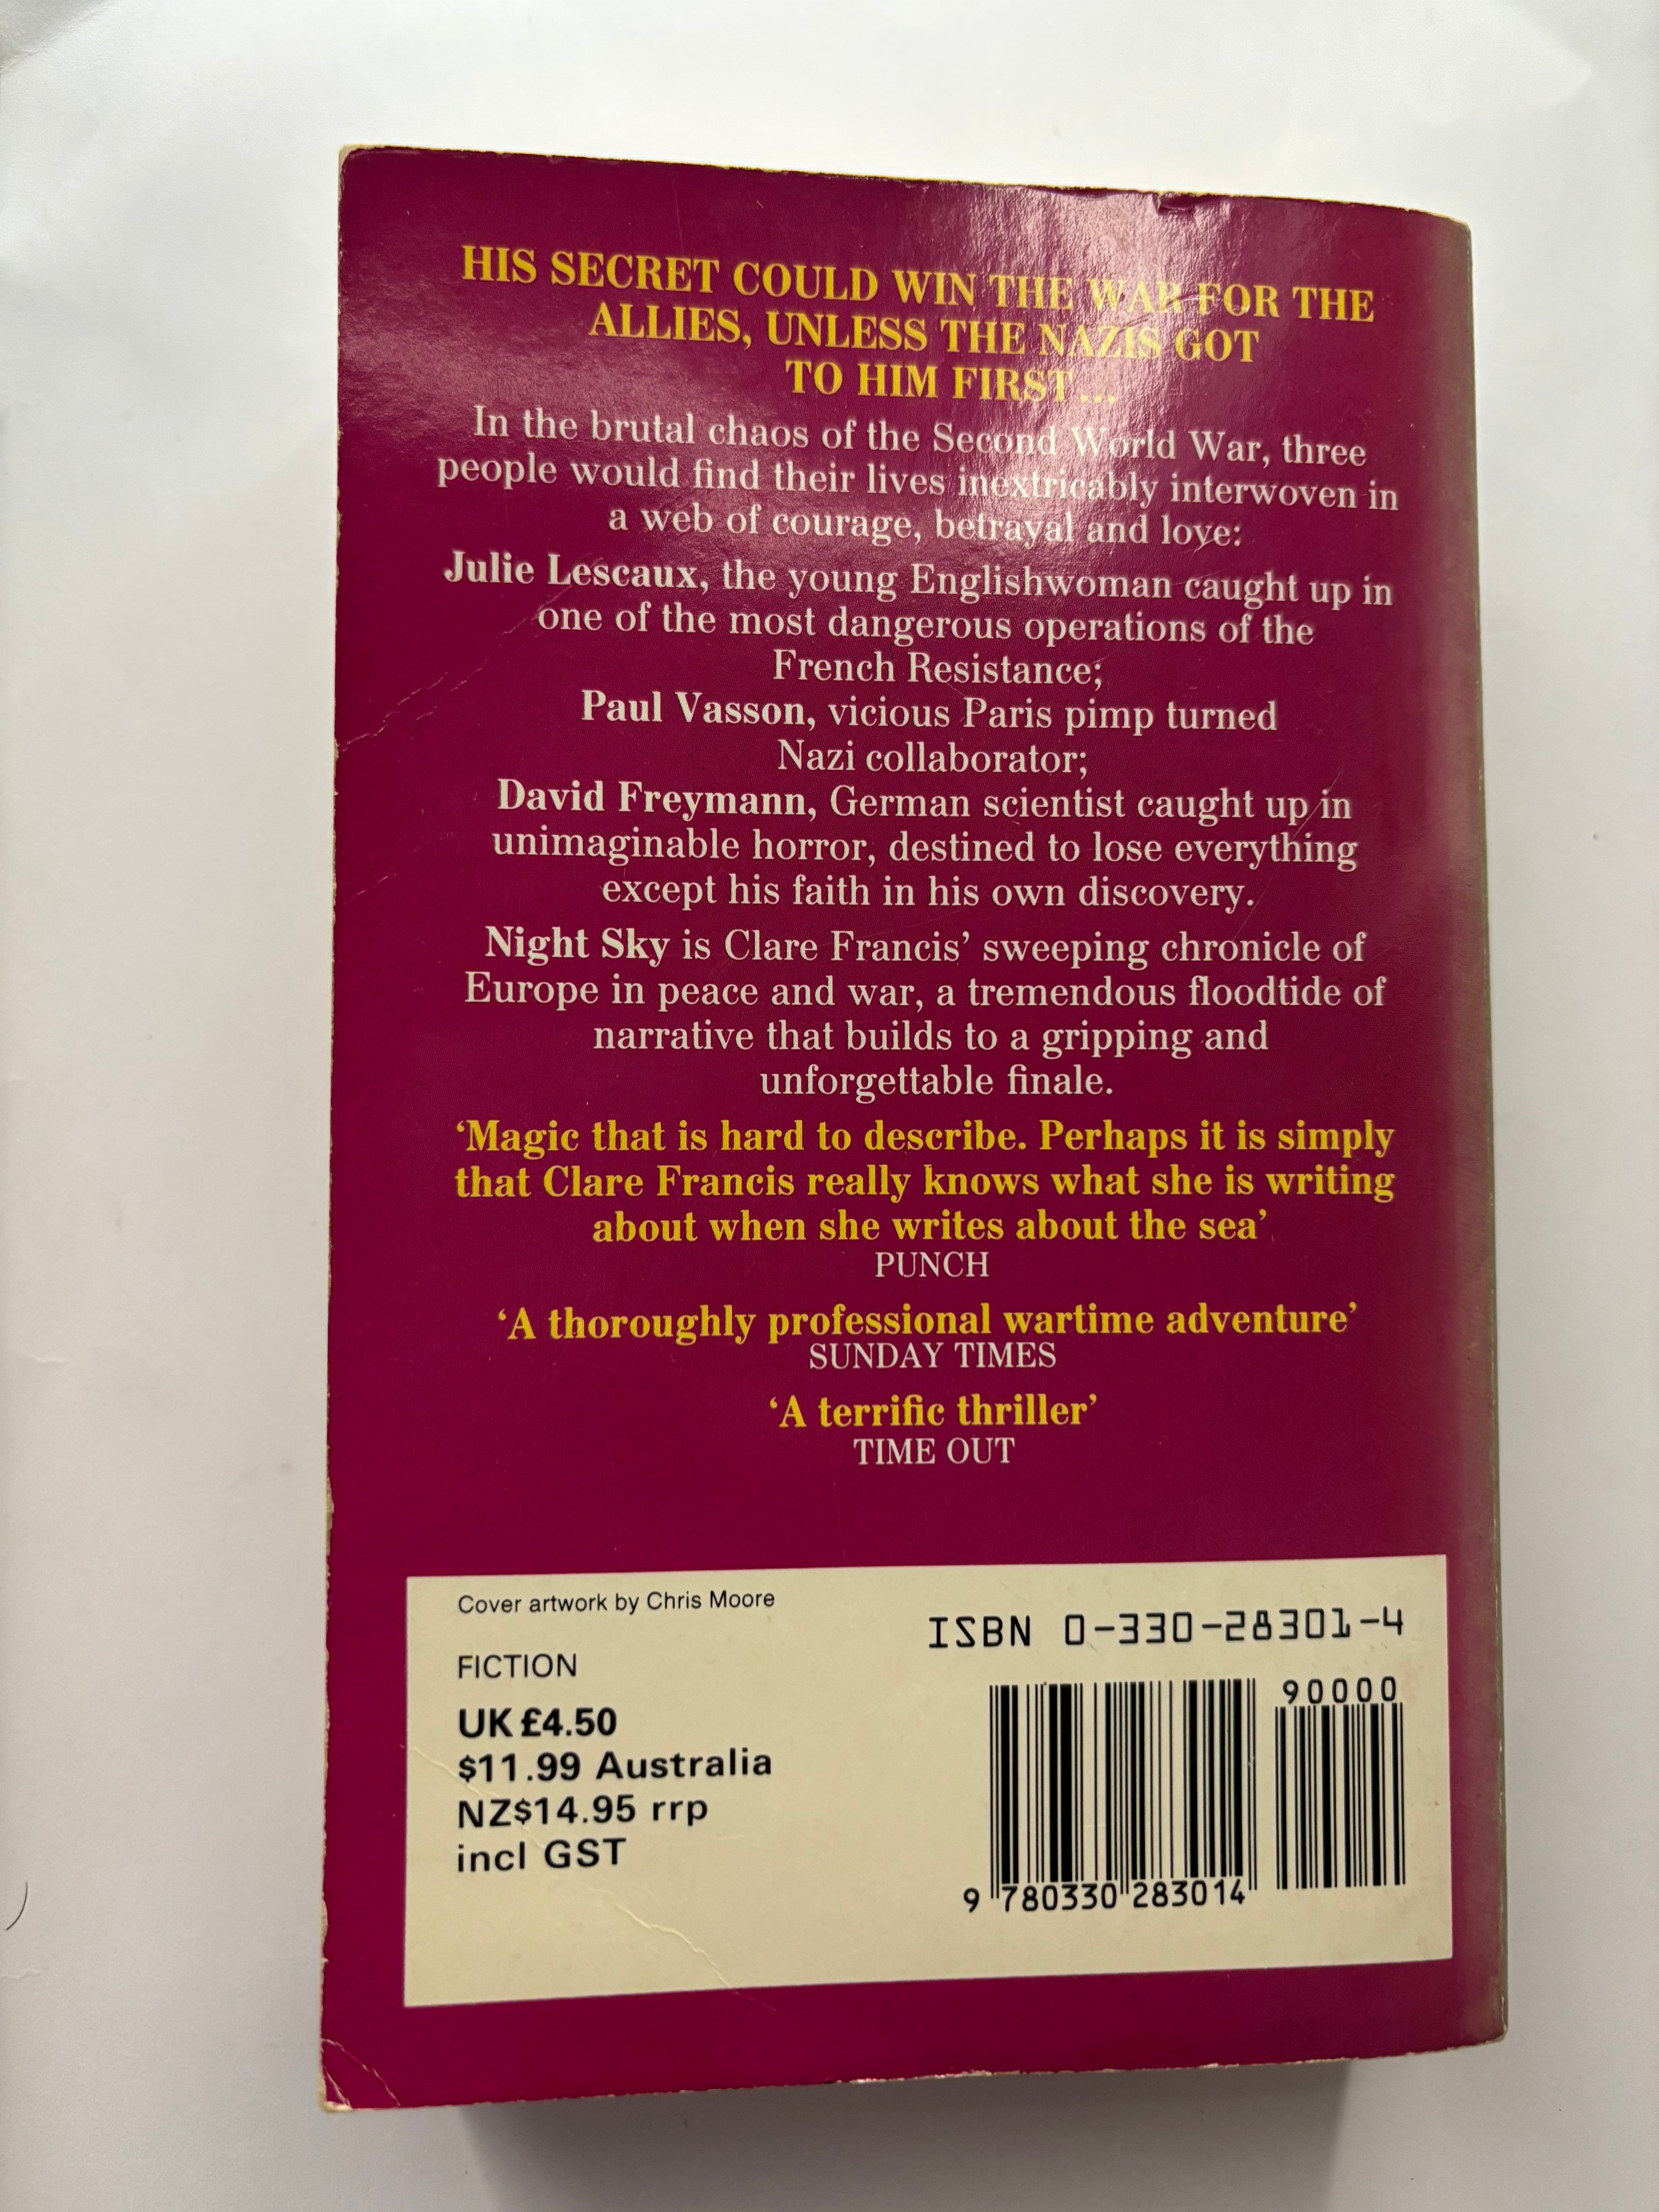 HIS SECRET COULD WIN THE WAR FOR THE
ALLIES, UNLESS THE NAZIS GOT
TO HIM FIRST...
In the brutal chaos of the Second World War, three
people would find their lives inextricably interwoven in
a web of courage, betrayal and love:
Julie Lescaux, the young Englishwoman caught up in
one of the most dangerous operations of the
French Resistance;
Paul Vasson, vicious Paris pimp turned
Nazi collaborator;
David Freymann, German scientist caught up in
unimaginable horror, destined to lose everything
except his faith in his own discovery.
Night Sky is Clare Francis’ sweeping chronicle of
Europe in peace and war, a tremendous floodtide of
narrative that builds to a gripping and
unforgettable finale.
‘Magic that is hard to describe. Perhaps it is simply
that Clare Francis really knows what she is writing
about when she writes about the sea’
PUNCH
‘A thoroughly professional wartime adventure’
SUNDAY TIMES
‘A terrific thriller’
TIME OUT
Cover artwork by Chris Moore
FICTION
UK £4.50
$11.99 Australia
NZ$14.95 rrp
incl GST
ISBN 0-330-28301-4
90000
9 780330 283014